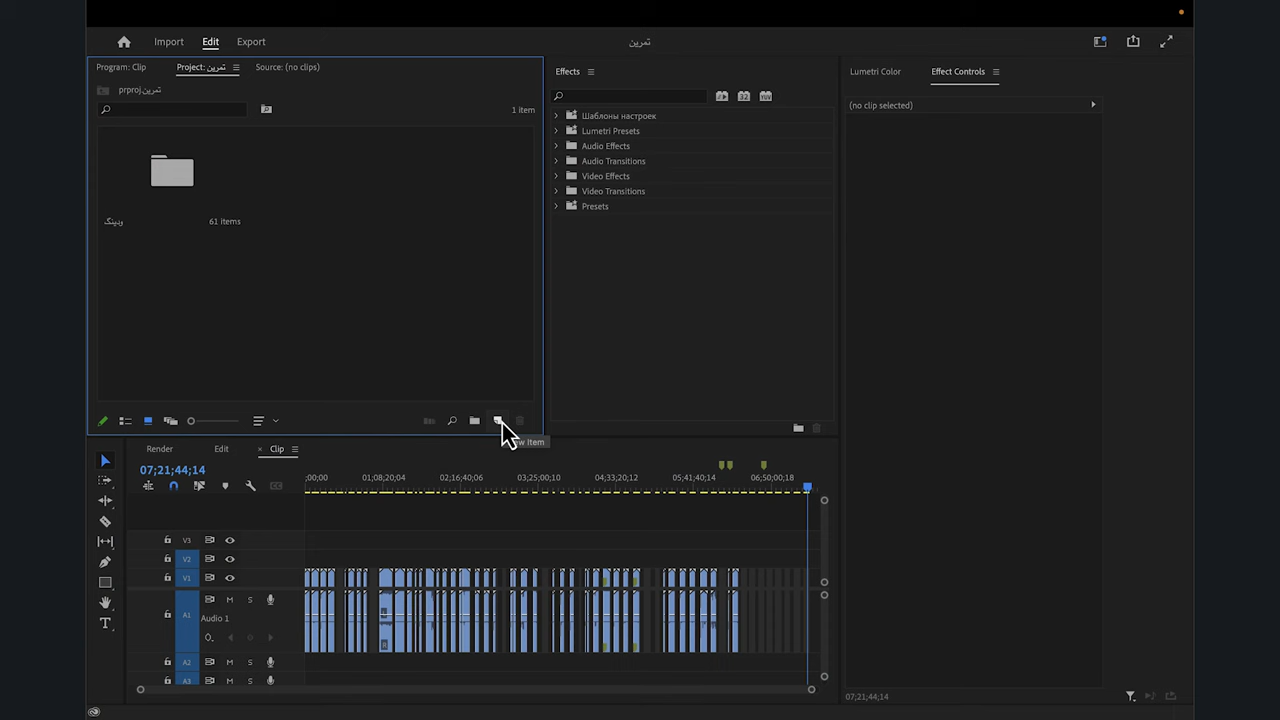 Import Edit Export
تمرین
Program: Clip
Project: تمرین
Source: (no clips)
تمرین.prproj
1 item
ودینگ
61 items
Effects
Шаблоны настроек
Lumetri Presets
Audio Effects
Audio Transitions
Video Effects
Video Transitions
Presets
Lumetri Color
Effect Controls
(no clip selected)
07;21;44;14
Render
Edit
× Clip
07;21;44;14
;00;00
01;08;20;04
02;16;40;06
03;25;00;10
04;33;20;12
05;41;40;14
06;50;00;18
V3
V2
V1
A1 M S
Audio 1
A2 M S
A3 M S
Item